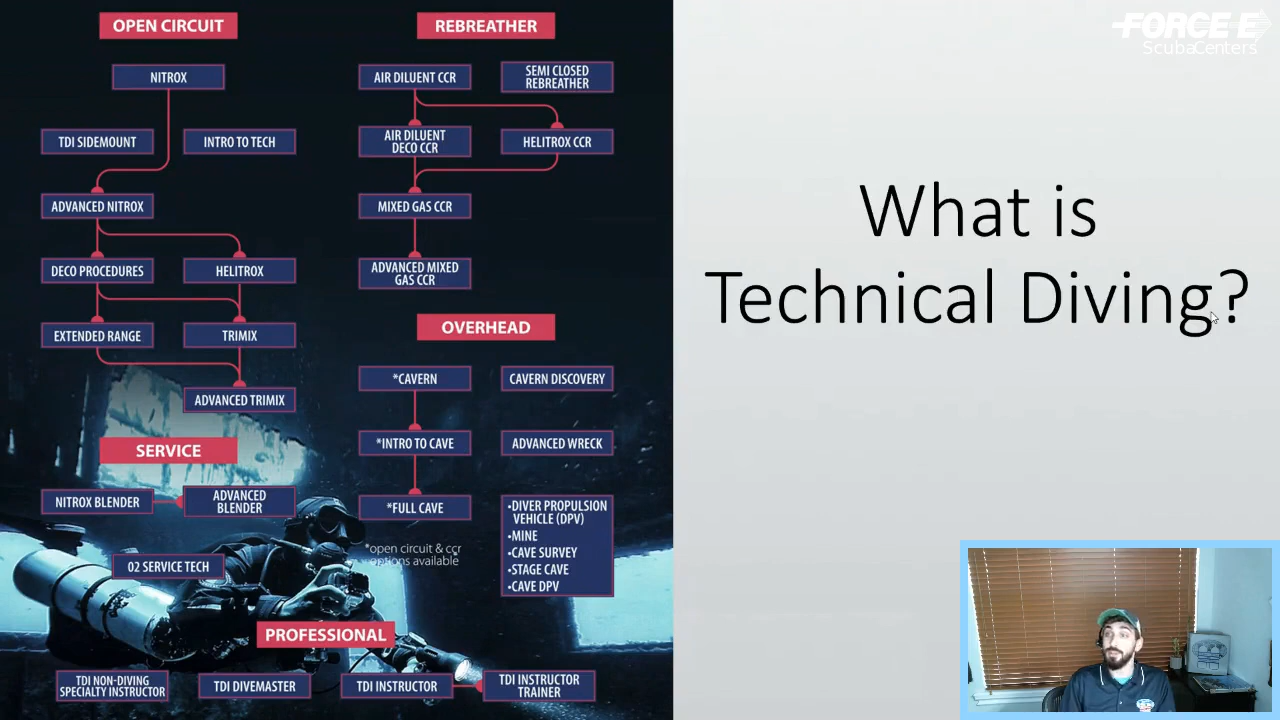 OPEN CIRCUIT
NITROX
TDI SIDEMOUNT
INTRO TO TECH
ADVANCED NITROX
DECO PROCEDURES
HELITROX
EXTENDED RANGE
TRIMIX
ADVANCED TRIMIX
SERVICE
NITROX BLENDER
ADVANCED
BLENDER
02 SERVICE TECH
REBREATHER
AIR DILUENT CCR
SEMI CLOSED
REBREATHER
AIR DILUENT
DECO CCR
HELITROX CCR
MIXED GAS CCR
ADVANCED MIXED
GAS CCR
OVERHEAD
*CAVERN
CAVERN DISCOVERY
*INTRO TO CAVE
ADVANCED WRECK
*FULL CAVE
•DIVER PROPULSION
VEHICLE (DPV)
•MINE
•CAVE SURVEY
•STAGE CAVE
•CAVE DPV
*open circuit & ccr
options available
PROFESSIONAL
TDI NON-DIVING
SPECIALTY INSTRUCTOR
TDI DIVEMASTER
TDI INSTRUCTOR
TDI INSTRUCTOR
TRAINER
FORCE E
ScubaCenters
What is
Technical Diving?